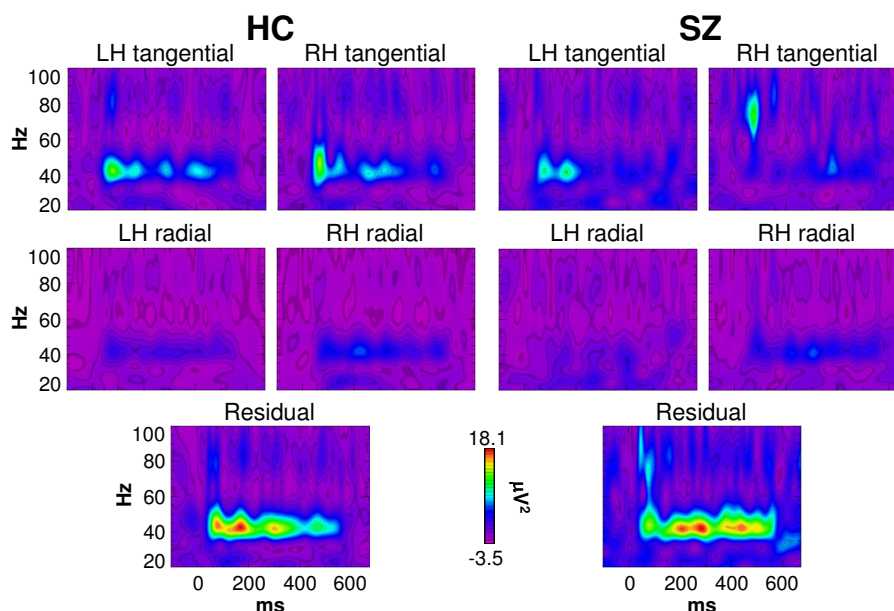 HC SZ
LH tangential RH tangential LH tangential RH tangential
100
80
60
40
20
Hz
LH radial RH radial LH radial RH radial
100
80
60
40
20
Hz
Residual Residual
100
80
60
40
20
Hz
18.1
μV²
-3.5
0 200 400 600 0 200 400 600
ms ms